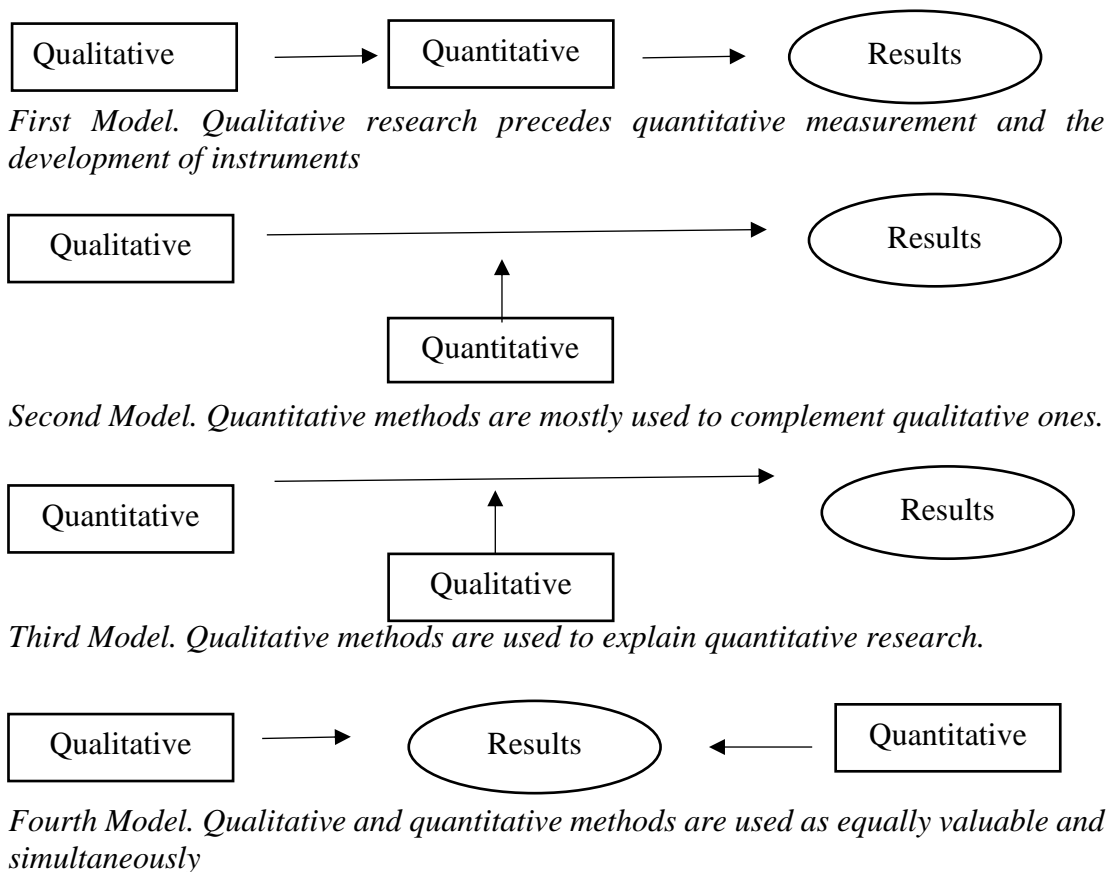 Qualitative Quantitative Results
First Model. Qualitative research precedes quantitative measurement and the
development of instruments
Qualitative Results
Quantitative
Second Model. Quantitative methods are mostly used to complement qualitative ones.
Quantitative Results
Qualitative
Third Model. Qualitative methods are used to explain quantitative research.
Qualitative Results Quantitative
Fourth Model. Qualitative and quantitative methods are used as equally valuable and
simultaneously